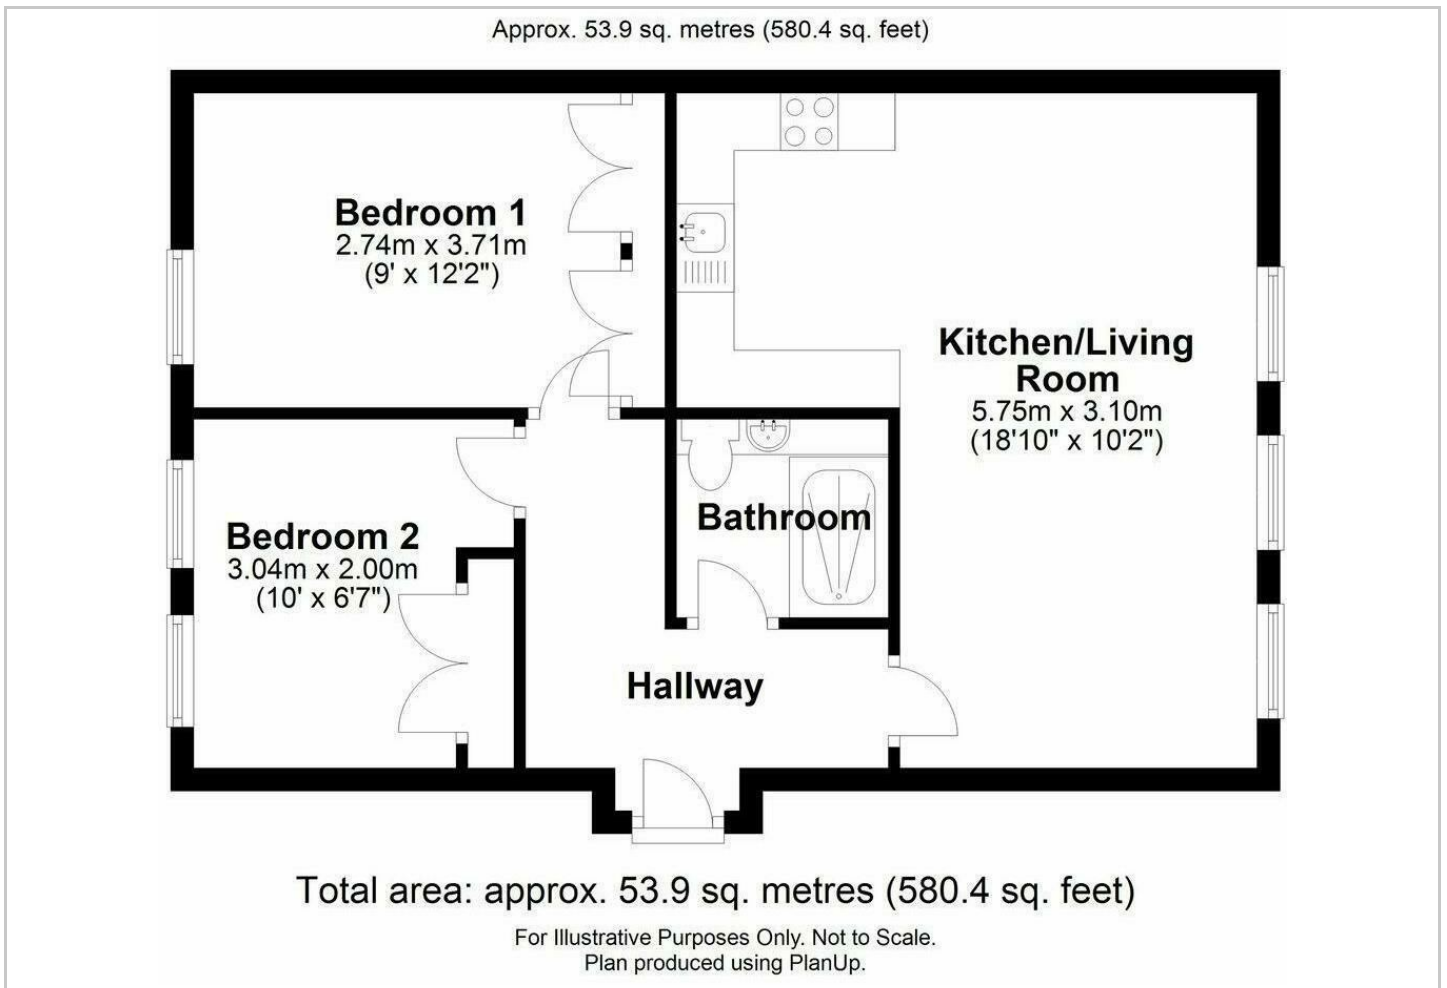 Approx. 53.9 sq. metres (580.4 sq. feet)
Bedroom 1
2.74m x 3.71m
(9' x 12'2")
Kitchen/Living
Room
5.75m x 3.10m
(18'10" x 10'2")
Bedroom 2
3.04m x 2.00m
(10' x 6'7")
Bathroom
Hallway
Total area: approx. 53.9 sq. metres (580.4 sq. feet)
For Illustrative Purposes Only. Not to Scale.
Plan produced using PlanUp.